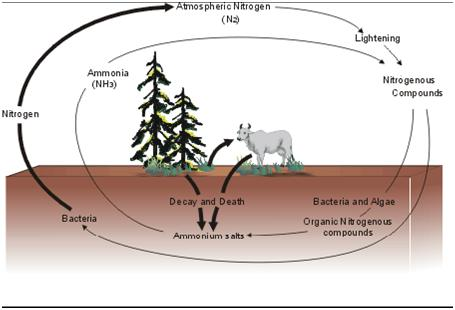 Atmospheric Nitrogen
(N2)
Lightening
Ammonia
(NH3)
Nitrogenous
Compounds
Nitrogen
Decay and Death
Bacteria and Algae
Bacteria
Organic Nitrogenous
compounds
Ammonium salts